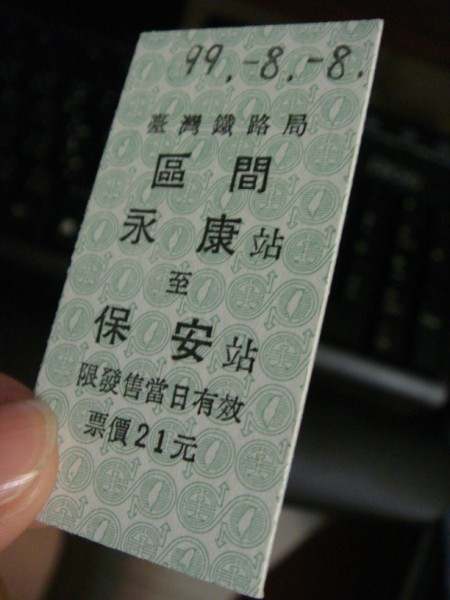 99.-8.-8.
臺灣鐵路局
區間
永康站
至
保安站
限發售當日有效
票價21元